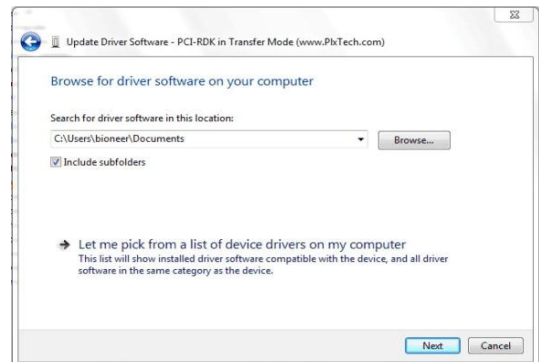 Update Driver Software - PCI-RDK in Transfer Mode (www.PlxTech.com)
Browse for driver software on your computer
Search for driver software in this location:
C:\Users\bioneer\Documents
Browse...
Include subfolders
Let me pick from a list of device drivers on my computer
This list will show installed driver software compatible with the device, and all driver
software in the same category as the device.
Next
Cancel